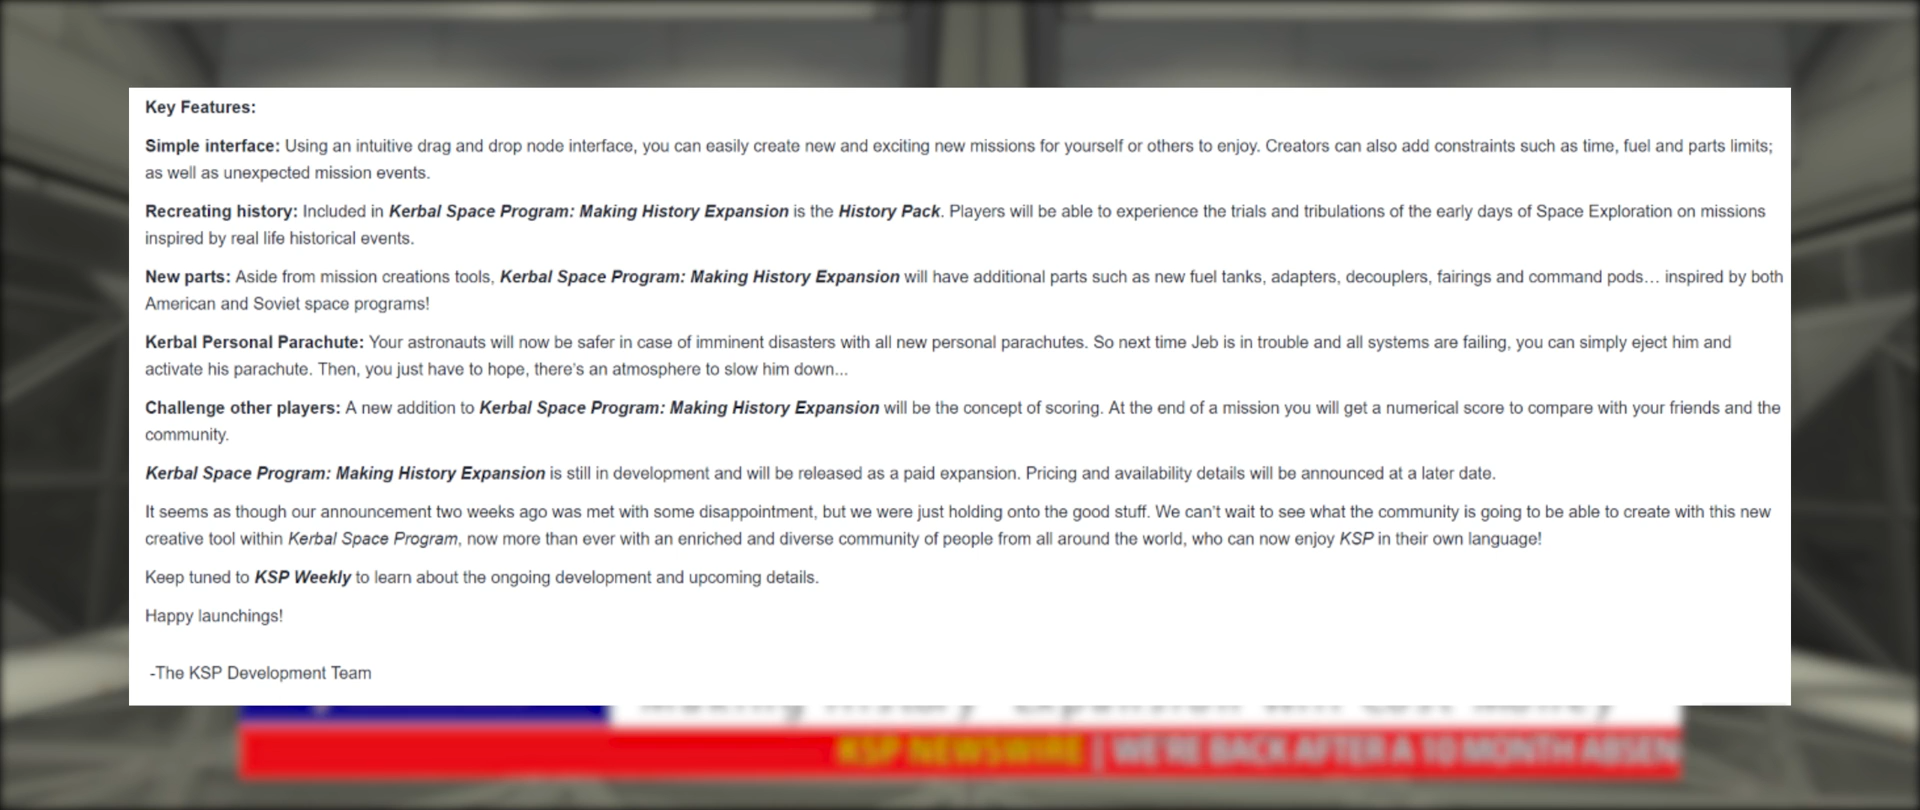 Key Features:
Simple interface: Using an intuitive drag and drop node interface, you can easily create new and exciting new missions for yourself or others to enjoy. Creators can also add constraints such as time, fuel and parts limits;
as well as unexpected mission events.
Recreating history: Included in Kerbal Space Program: Making History Expansion is the History Pack. Players will be able to experience the trials and tribulations of the early days of Space Exploration on missions
inspired by real life historical events.
New parts: Aside from mission creations tools, Kerbal Space Program: Making History Expansion will have additional parts such as new fuel tanks, adapters, decouplers, fairings and command pods… inspired by both
American and Soviet space programs!
Kerbal Personal Parachute: Your astronauts will now be safer in case of imminent disasters with all new personal parachutes. So next time Jeb is in trouble and all systems are failing, you can simply eject him and
activate his parachute. Then, you just have to hope, there's an atmosphere to slow him down...
Challenge other players: A new addition to Kerbal Space Program: Making History Expansion will be the concept of scoring. At the end of a mission you will get a numerical score to compare with your friends and the
community.
Kerbal Space Program: Making History Expansion is still in development and will be released as a paid expansion. Pricing and availability details will be announced at a later date.
It seems as though our announcement two weeks ago was met with some disappointment, but we were just holding onto the good stuff. We can't wait to see what the community is going to be able to create with this new
creative tool within Kerbal Space Program, now more than ever with an enriched and diverse community of people from all around the world, who can now enjoy KSP in their own language!
Keep tuned to KSP Weekly to learn about the ongoing development and upcoming details.
Happy launchings!
-The KSP Development Team
Making History" Expansion Will Cost Money
KSP NEWSWIRE | WE'RE BACK AFTER A 10 MONTH ABSEN